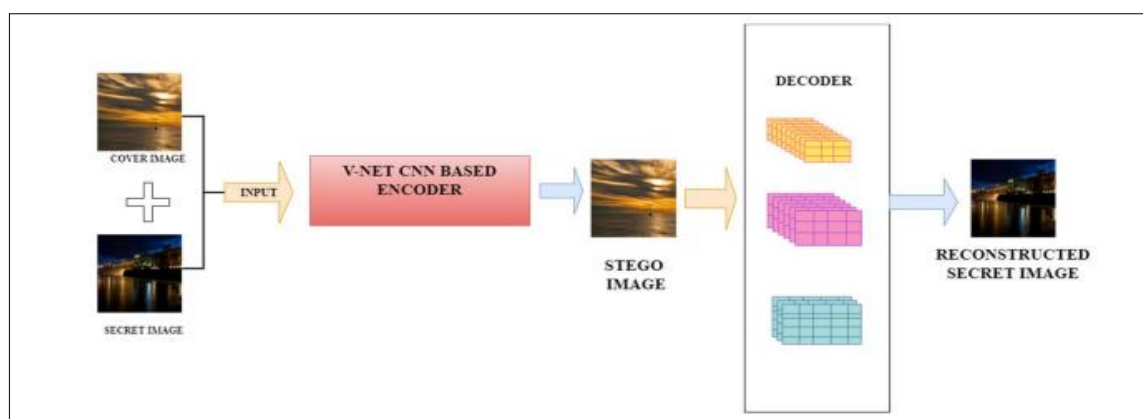 COVER IMAGE
SECRET IMAGE
INPUT
V-NET CNN BASED
ENCODER
STEGO
IMAGE
DECODER
RECONSTRUCTED
SECRET IMAGE